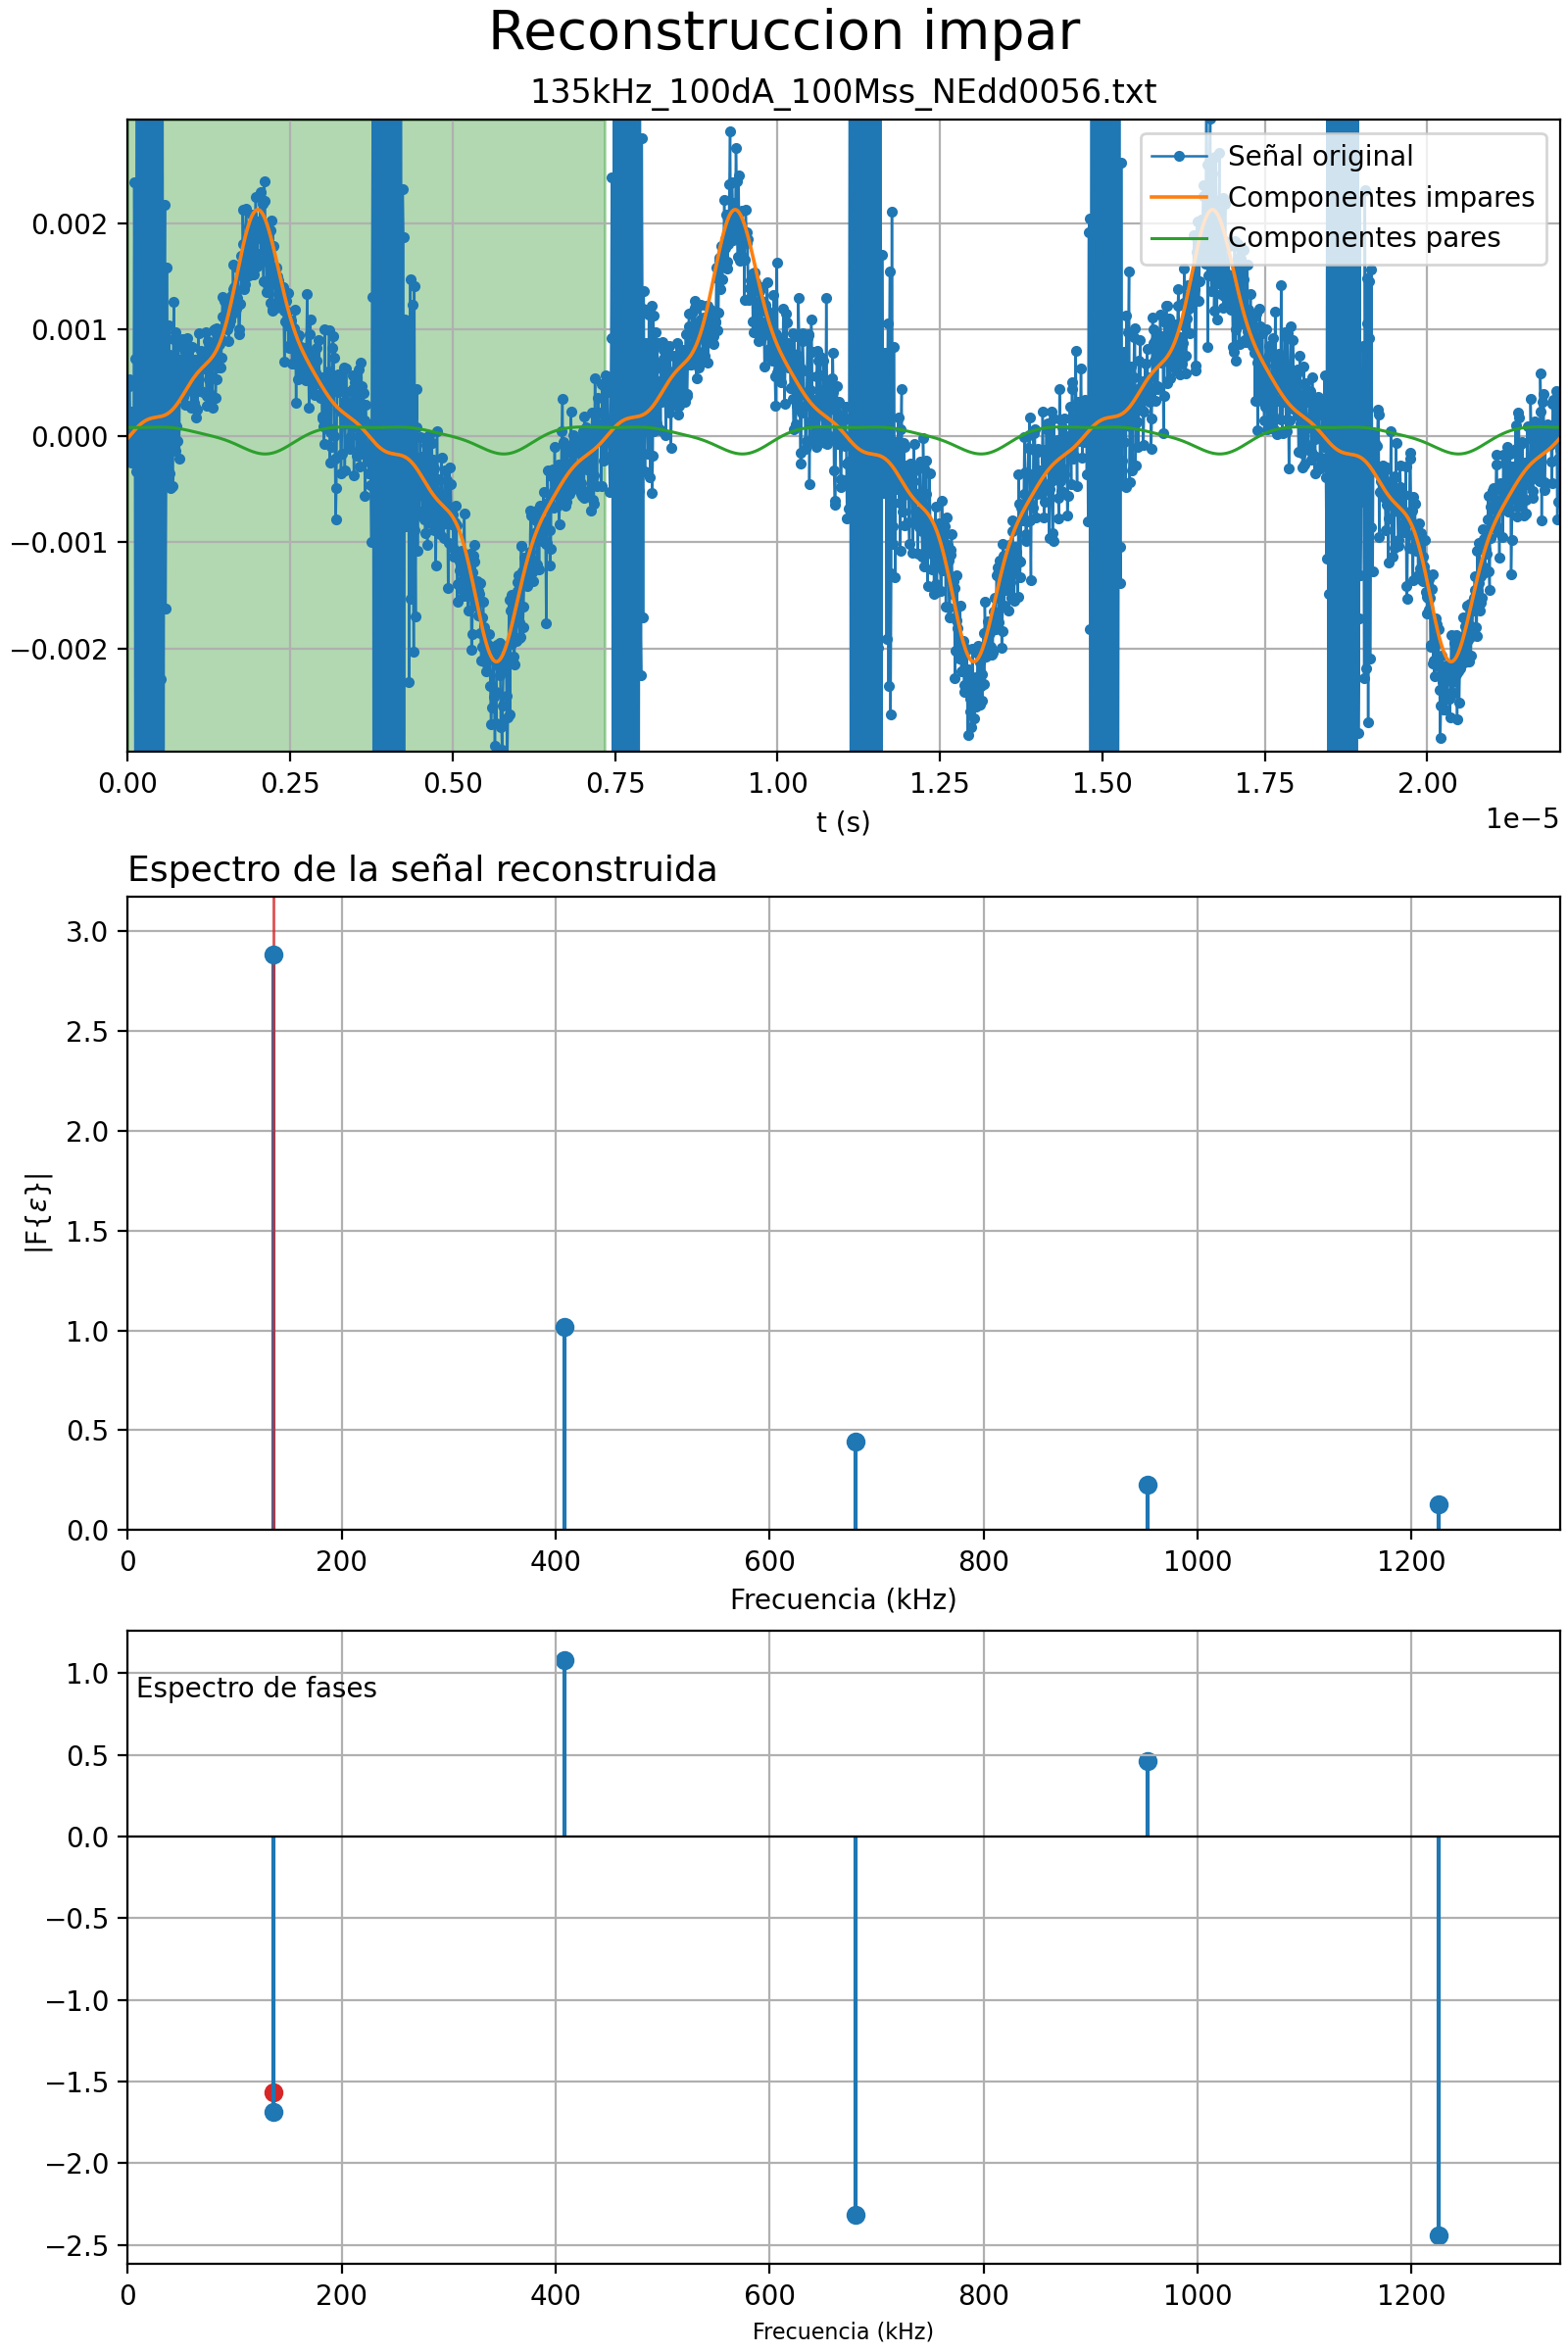 Reconstruccion impar
135kHz_100dA_100Mss_NEdd0056.txt
Señal original
Componentes impares
Componentes pares
0.002
0.001
0.000
−0.001
−0.002
0.00 0.25 0.50 0.75 1.00 1.25 1.50 1.75 2.00
1e−5
t (s)
Espectro de la señal reconstruida
3.0
2.5
2.0
1.5
1.0
0.5
0.0
|F{ε}|
0 200 400 600 800 1000 1200
Frecuencia (kHz)
Espectro de fases
1.0
0.5
0.0
−0.5
−1.0
−1.5
−2.0
−2.5
0 200 400 600 800 1000 1200
Frecuencia (kHz)